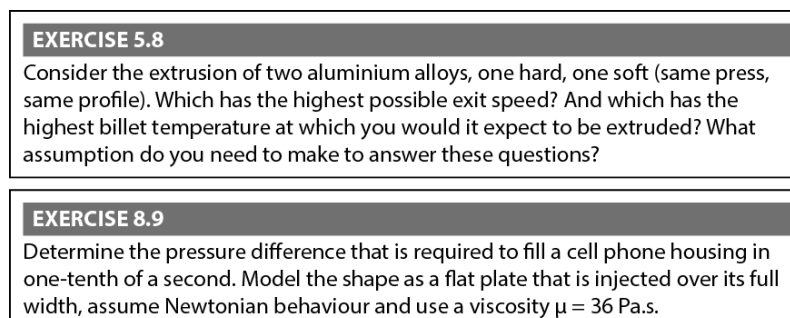 EXERCISE 5.8
Consider the extrusion of two aluminium alloys, one hard, one soft (same press,
same profile). Which has the highest possible exit speed? And which has the
highest billet temperature at which you would it expect to be extruded? What
assumption do you need to make to answer these questions?
EXERCISE 8.9
Determine the pressure difference that is required to fill a cell phone housing in
one-tenth of a second. Model the shape as a flat plate that is injected over its full
width, assume Newtonian behaviour and use a viscosity μ = 36 Pa.s.